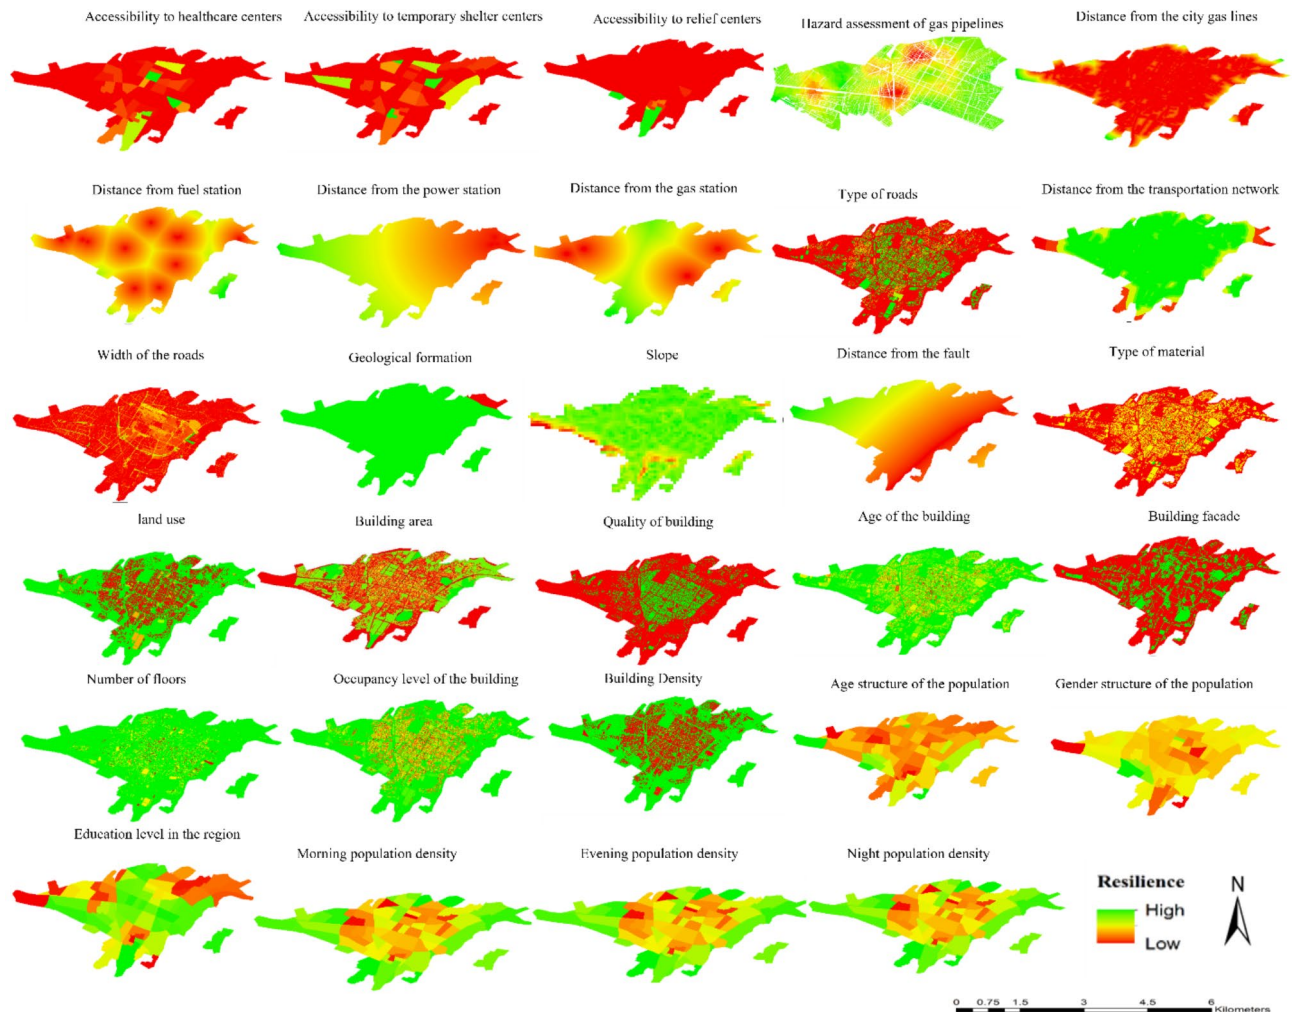 Accessibility to healthcare centers
Accessibility to temporary shelter centers
Accessibility to relief centers
Hazard assessment of gas pipelines
Distance from the city gas lines
Distance from fuel station
Distance from the power station
Distance from the gas station
Type of roads
Distance from the transportation network
Width of the roads
Geological formation
Slope
Distance from the fault
Type of material
land use
Building area
Quality of building
Age of the building
Building facade
Number of floors
Occupancy level of the building
Building Density
Age structure of the population
Gender structure of the population
Education level in the region
Morning population density
Evening population density
Night population density
Resilience
High
Low
N
0 0.75 1.5 3 4.5 6
Kilometers